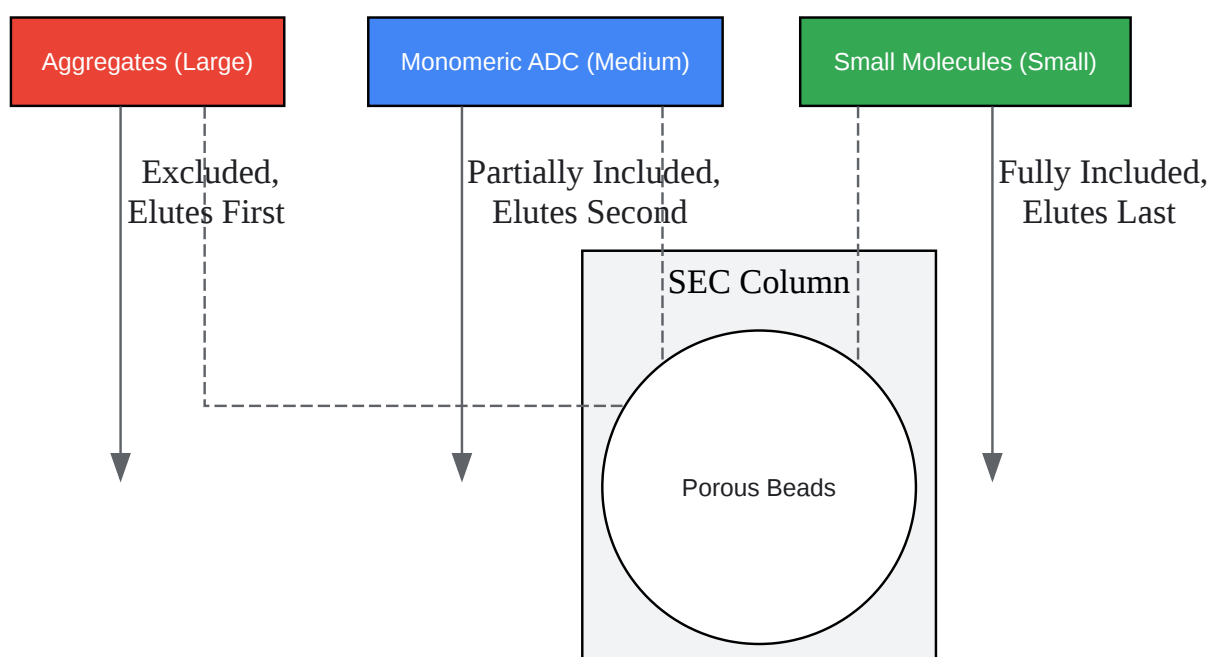 Aggregates (Large)
Monomeric ADC (Medium)
Small Molecules (Small)
Excluded,
Elutes First
Partially Included,
Elutes Second
Fully Included,
Elutes Last
SEC Column
Porous Beads